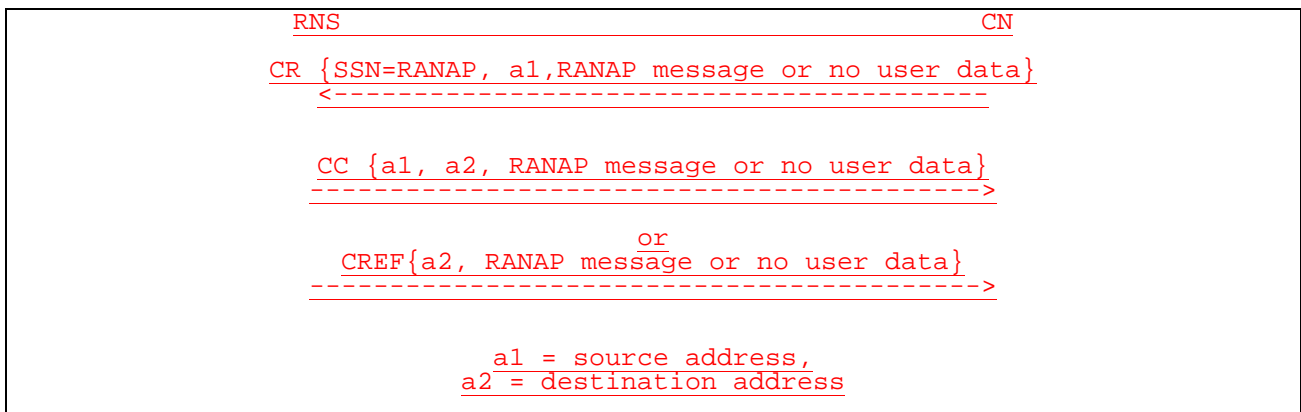 RNS CN
CR {SSN=RANAP, a1,RANAP message or no user data}
<-----------------------------------------
CC {a1, a2, RANAP message or no user data}
------------------------------------------>
or
CREF{a2, RANAP message or no user data}
------------------------------------------>
a1 = source address,
a2 = destination address